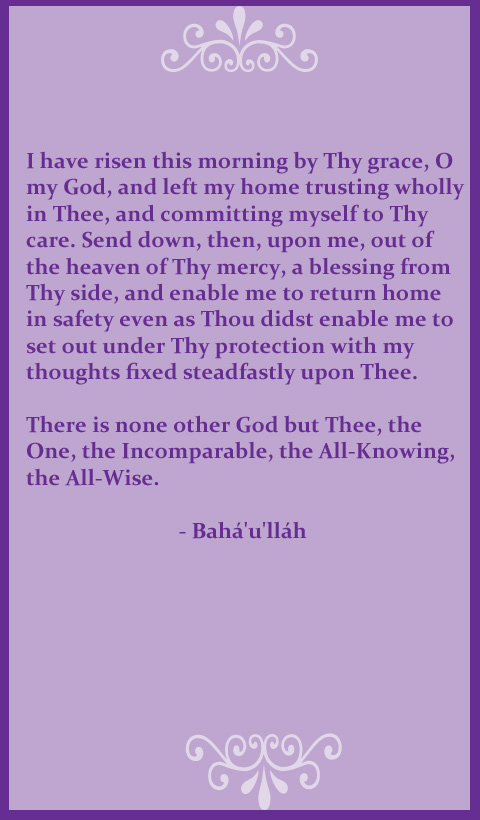 I have risen this morning by Thy grace, O
my God, and left my home trusting wholly
in Thee, and committing myself to Thy
care. Send down, then, upon me, out of
the heaven of Thy mercy, a blessing from
Thy side, and enable me to return home
in safety even as Thou didst enable me to
set out under Thy protection with my
thoughts fixed steadfastly upon Thee.
There is none other God but Thee, the
One, the Incomparable, the All-Knowing,
the All-Wise.
- Bahá'u'lláh